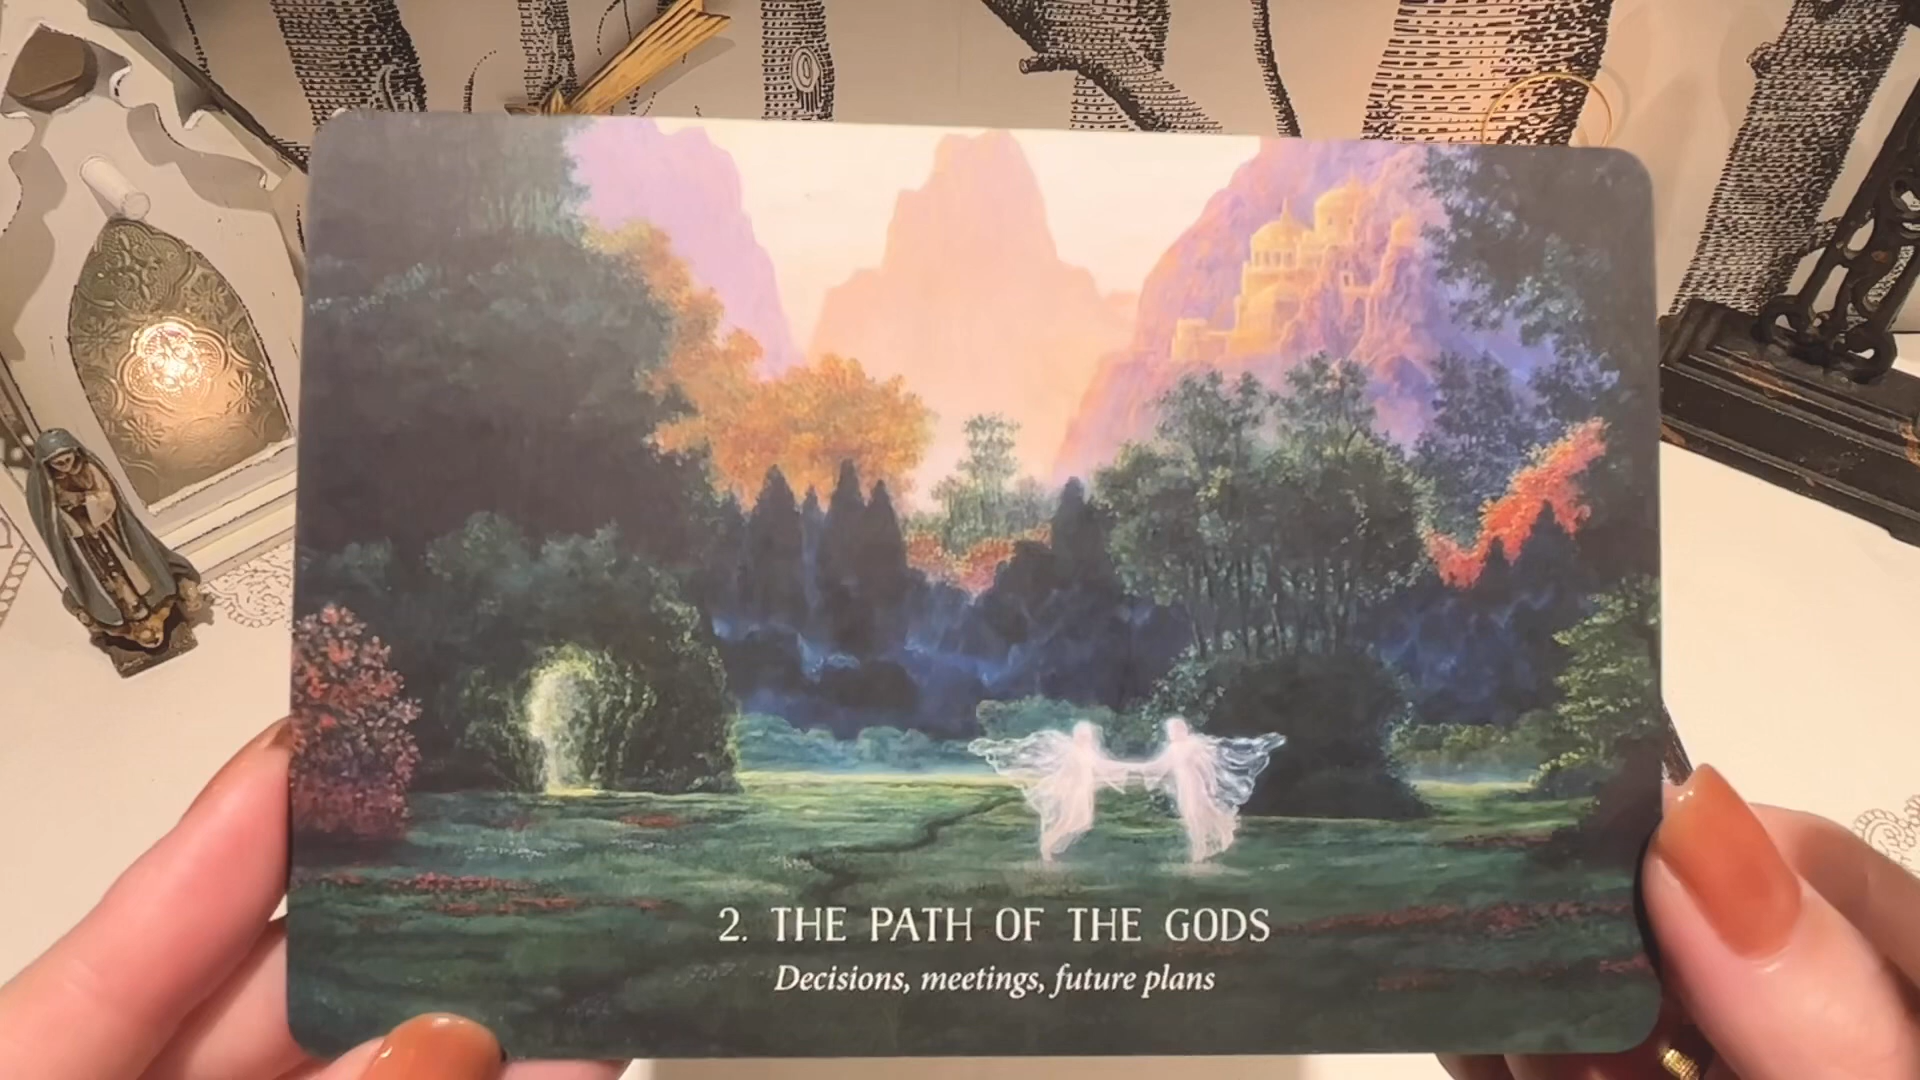 2. THE PATH OF THE GODS
Decisions, meetings, future plans